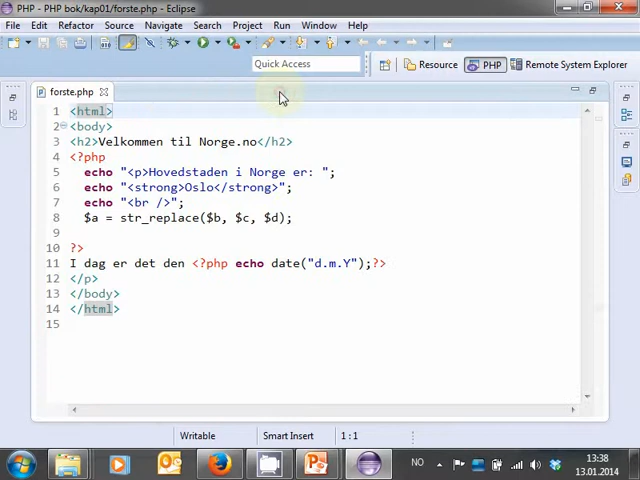 PHP - PHP bok/kap01/forste.php - Eclipse
File Edit Refactor Source Navigate Search Project Run Window Help
Quick Access
Resource PHP Remote System Explorer
forste.php
1 <html>
2 <body>
3 <h2>Velkommen til Norge.no</h2>
4 <?php
5 echo "<p>Hovedstaden i Norge er: ";
6 echo "<strong>Oslo</strong>";
7 echo "<br />";
8 $a = str_replace($b, $c, $d);
9
10 ?>
11 I dag er det den <?php echo date("d.m.Y");?>
12 </p>
13 </body>
14 </html>
15
Writable Smart Insert 1 : 1
NO
13:38
13.01.2014